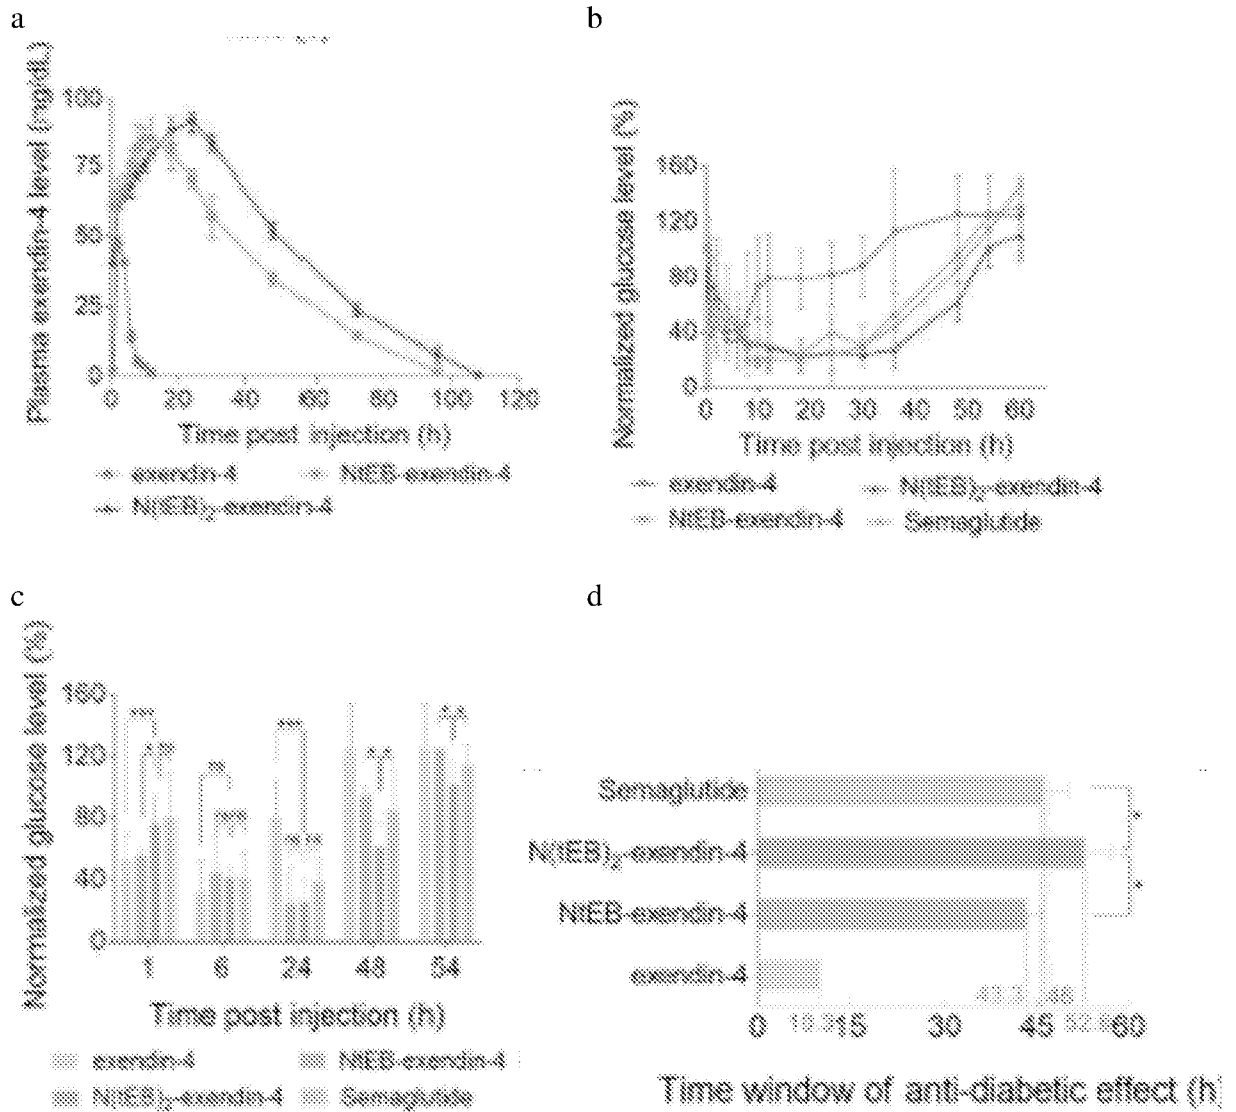 a
Plasma exendin-4 level (mg/dL)
100
75
50
25
0
0 20 40 60 80 100 120
Time post injection (h)
exendin-4 NtEB-exendin-4
N(tEB)₂-exendin-4
b
Normalized glucose level (%)
160
120
80
40
0
0 10 20 30 40 50 60
Time post injection (h)
exendin-4 N(tEB)₂-exendin-4
NtEB-exendin-4 Semaglutide
c
Normalized glucose level (%)
160
120
80
40
0
1 6 24 48 54
Time post injection (h)
exendin-4 NtEB-exendin-4
N(tEB)₂-exendin-4 Semaglutide
d
Semaglutide
N(tEB)₂-exendin-4
NtEB-exendin-4
exendin-4
43.3 46
0 15 30 45 60
Time window of anti-diabetic effect (h)